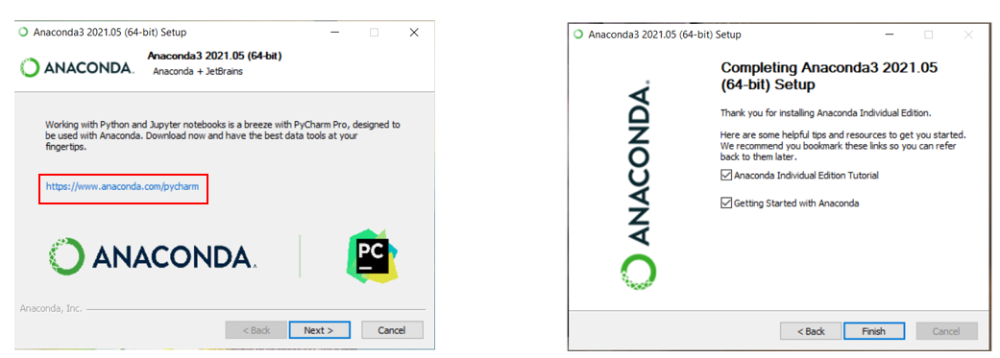 Anaconda3 2021.05 (64-bit) Setup
ANACONDA.
Anaconda3 2021.05 (64-bit)
Anaconda + JetBrains
Working with Python and Jupyter notebooks is a breeze with PyCharm Pro, designed to
be used with Anaconda. Download now and have the best data tools at your
fingertips.
https://www.anaconda.com/pycharm
ANACONDA.
PC
Anaconda, Inc.
< Back
Next >
Cancel
Anaconda3 2021.05 (64-bit) Setup
ANACONDA.
Completing Anaconda3 2021.05
(64-bit) Setup
Thank you for installing Anaconda Individual Edition.
Here are some helpful tips and resources to get you started.
We recommend you bookmark these links so you can refer
back to them later.
Anaconda Individual Edition Tutorial
Getting Started with Anaconda
< Back
Finish
Cancel